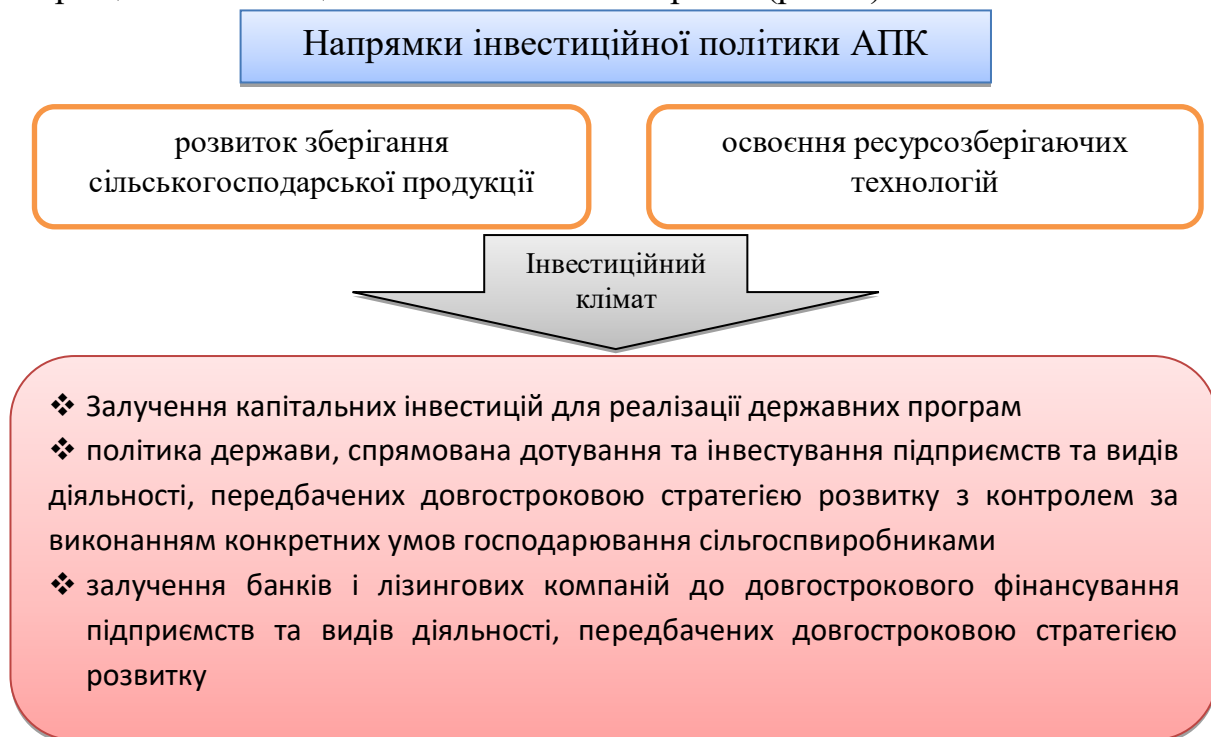 Напрямки інвестиційної політики АПК
розвиток зберігання
сільськогосподарської продукції
освоєння ресурсозберігаючих
технологій
Інвестиційний
клімат
❖ Залучення капітальних інвестицій для реалізації державних програм
❖ політика держави, спрямована дотування та інвестування підприємств та видів
діяльності, передбачених довгостроковою стратегією розвитку з контролем за
виконанням конкретних умов господарювання сільгоспвиробниками
❖ залучення банків і лізингових компаній до довгострокового фінансування
підприємств та видів діяльності, передбачених довгостроковою стратегією
розвитку